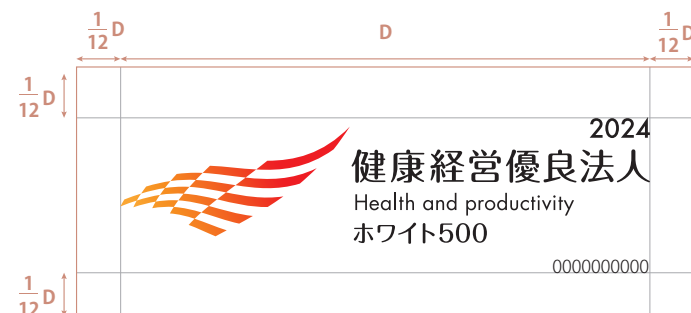 1/12 D
D
1/12 D
1/12 D
2024
健康経営優良法人
Health and productivity
ホワイト500
0000000000
1/12 D